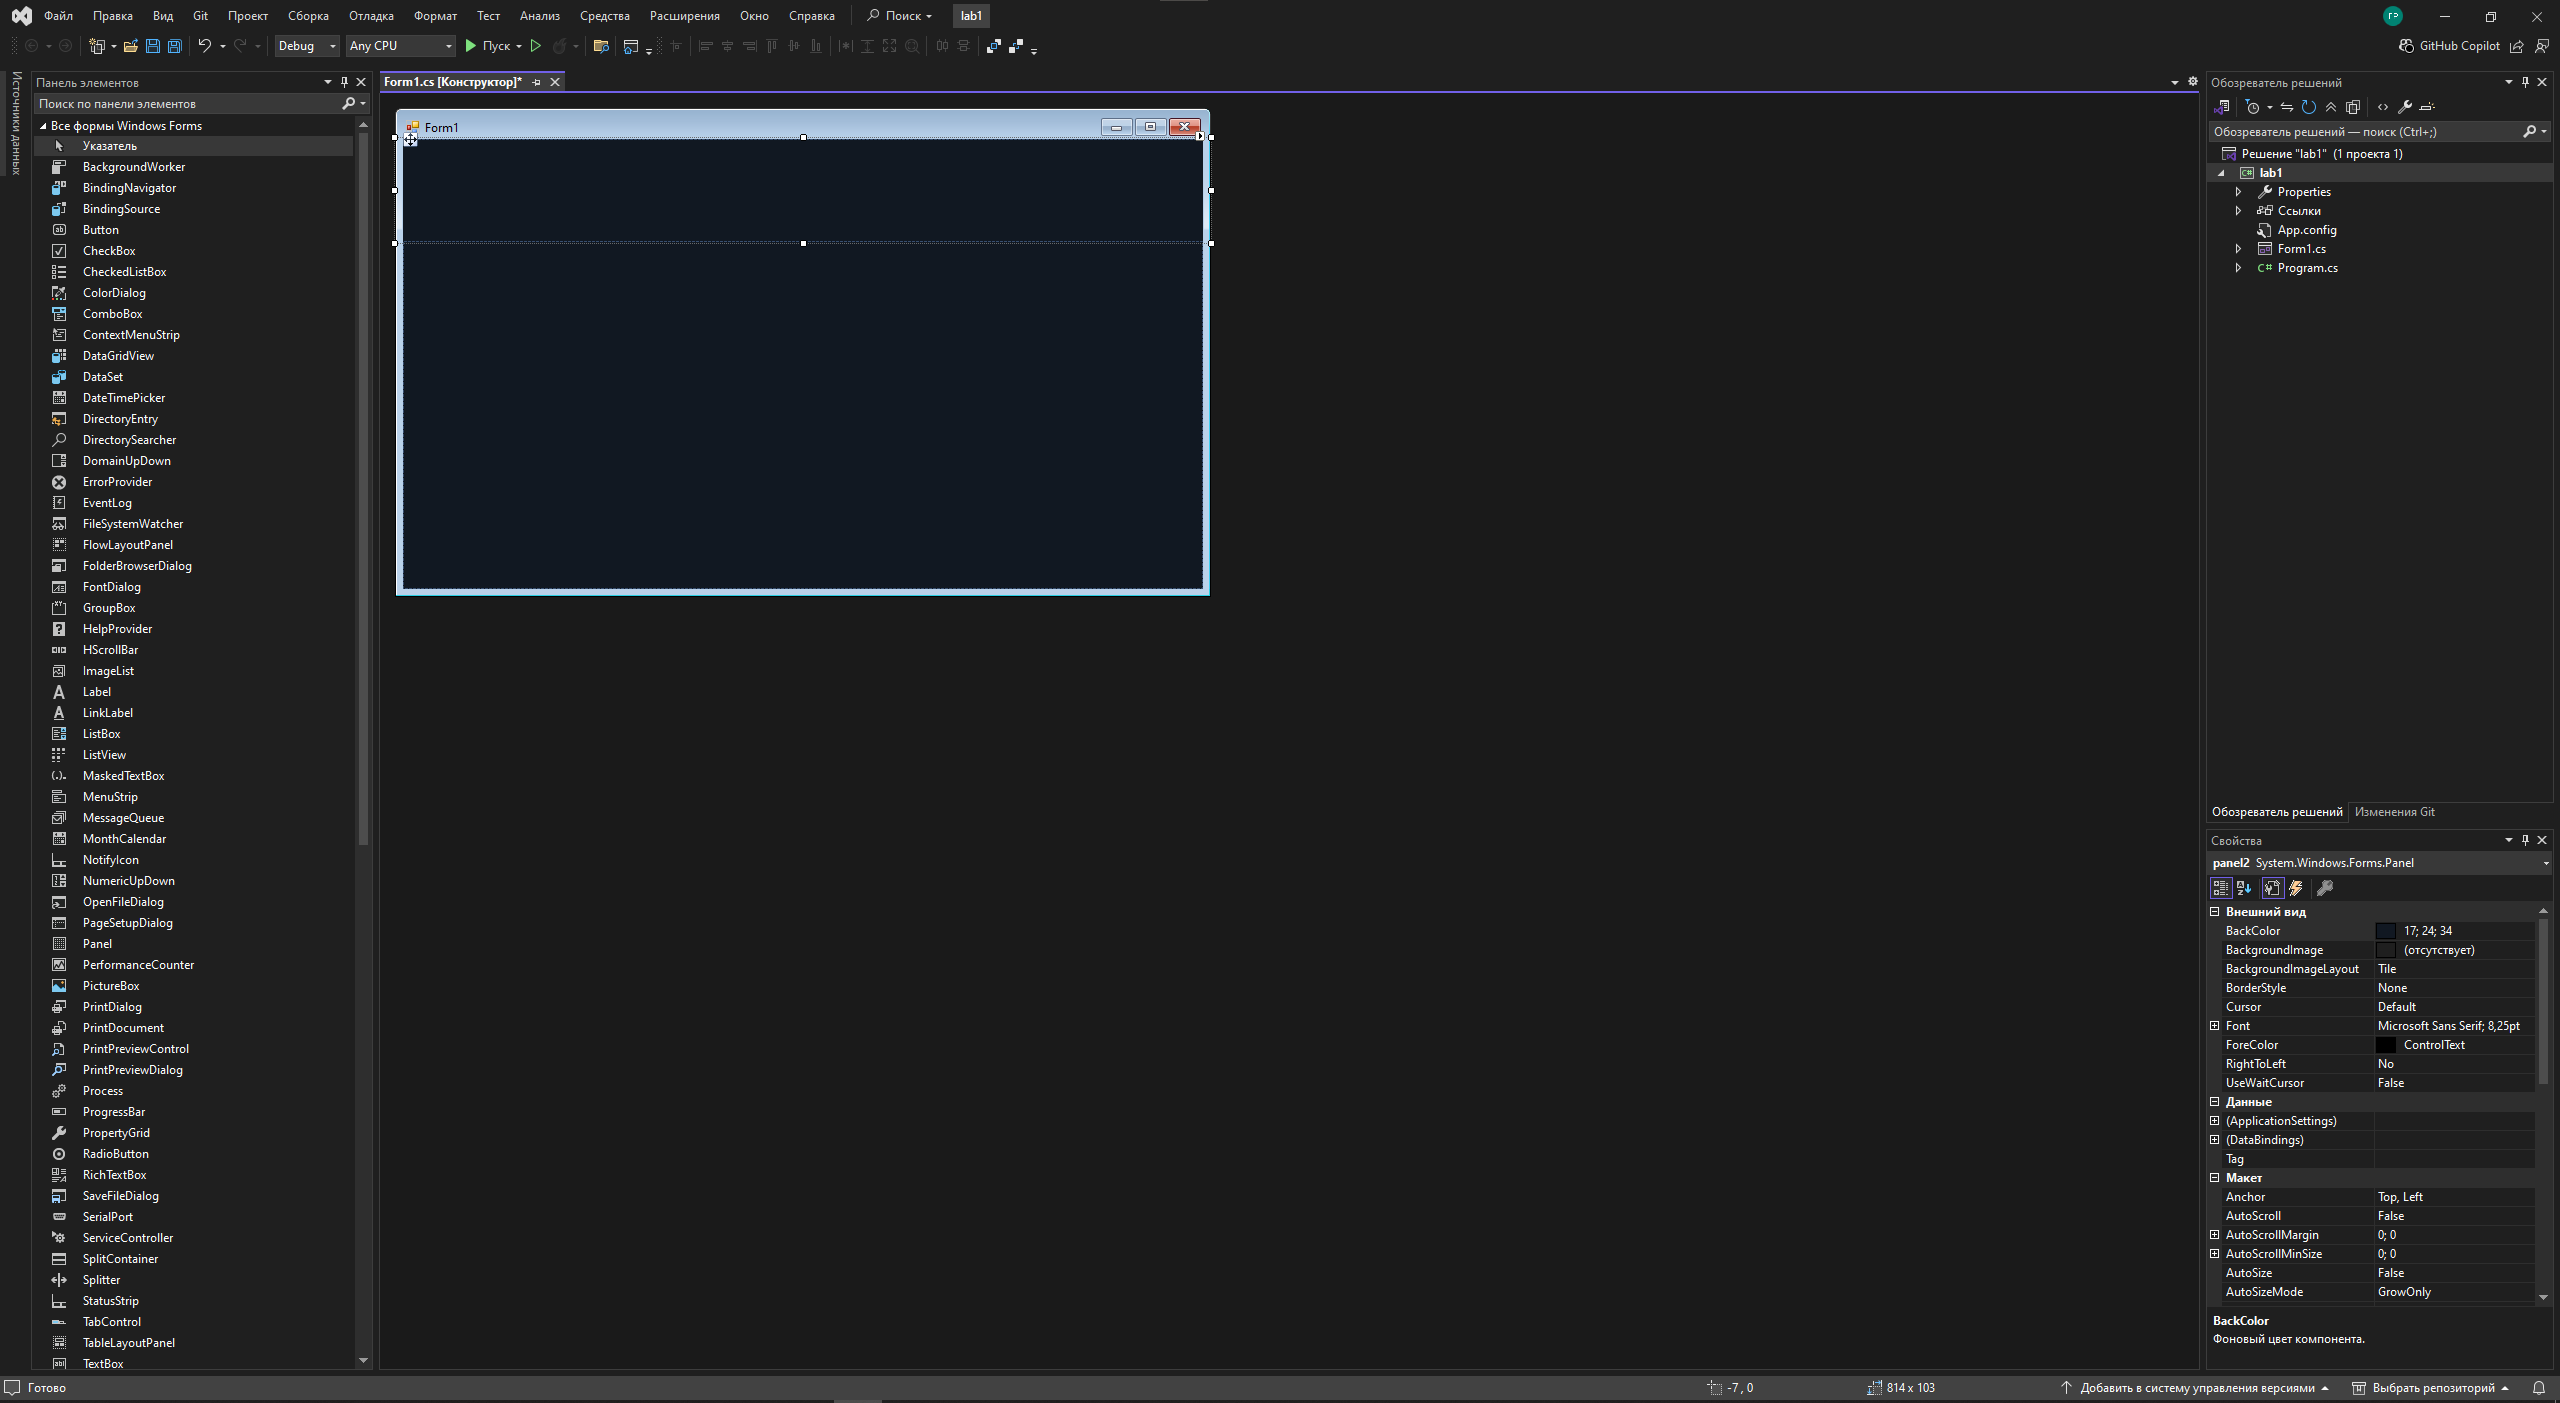 Файл Правка Вид Git Проект Сборка Отладка Формат Тест Анализ Средства Расширения Окно Справка Поиск lab1 ГР
Debug Any CPU Пуск GitHub Copilot
Источники данных
Панель элементов
Поиск по панели элементов
Все формы Windows Forms
Указатель
BackgroundWorker
BindingNavigator
BindingSource
Button
CheckBox
CheckedListBox
ColorDialog
ComboBox
ContextMenuStrip
DataGridView
DataSet
DateTimePicker
DirectoryEntry
DirectorySearcher
DomainUpDown
ErrorProvider
EventLog
FileSystemWatcher
FlowLayoutPanel
FolderBrowserDialog
FontDialog
GroupBox
HelpProvider
HScrollBar
ImageList
Label
LinkLabel
ListBox
ListView
MaskedTextBox
MenuStrip
MessageQueue
MonthCalendar
NotifyIcon
NumericUpDown
OpenFileDialog
PageSetupDialog
Panel
PerformanceCounter
PictureBox
PrintDialog
PrintDocument
PrintPreviewControl
PrintPreviewDialog
Process
ProgressBar
PropertyGrid
RadioButton
RichTextBox
SaveFileDialog
SerialPort
ServiceController
SplitContainer
Splitter
StatusStrip
TabControl
TableLayoutPanel
TextBox
Form1.cs [Конструктор]*
Form1
Обозреватель решений
Обозреватель решений — поиск (Ctrl+;)
Решение "lab1" (1 проекта 1)
lab1
Properties
Ссылки
App.config
Form1.cs
Program.cs
Обозреватель решений Изменения Git
Свойства
panel2 System.Windows.Forms.Panel
Внешний вид
BackColor 17; 24; 34
BackgroundImage (отсутствует)
BackgroundImageLayout Tile
BorderStyle None
Cursor Default
Font Microsoft Sans Serif; 8,25pt
ForeColor ControlText
RightToLeft No
UseWaitCursor False
Данные
(ApplicationSettings)
(DataBindings)
Tag
Макет
Anchor Top, Left
AutoScroll False
AutoScrollMargin 0; 0
AutoScrollMinSize 0; 0
AutoSize False
AutoSizeMode GrowOnly
BackColor
Фоновый цвет компонента.
Готово -7 , 0 814 x 103 Добавить в систему управления версиями Выбрать репозиторий